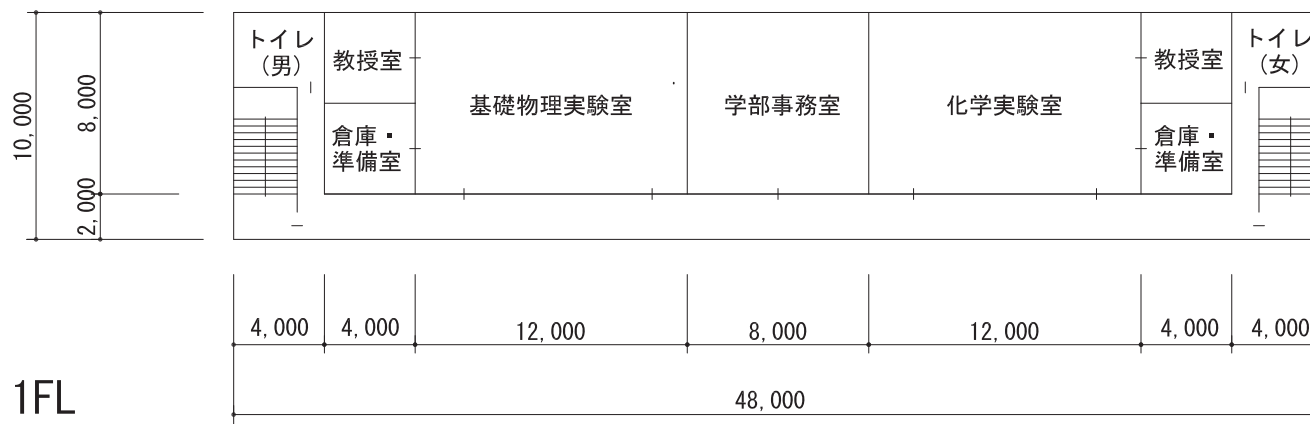 トイレ
(男)
教授室
倉庫・
準備室
基礎物理実験室
学部事務室
化学実験室
教授室
倉庫・
準備室
トイレ
(女)
10,000
8,000
2,000
4,000
4,000
12,000
8,000
12,000
4,000
4,000
48,000
1FL